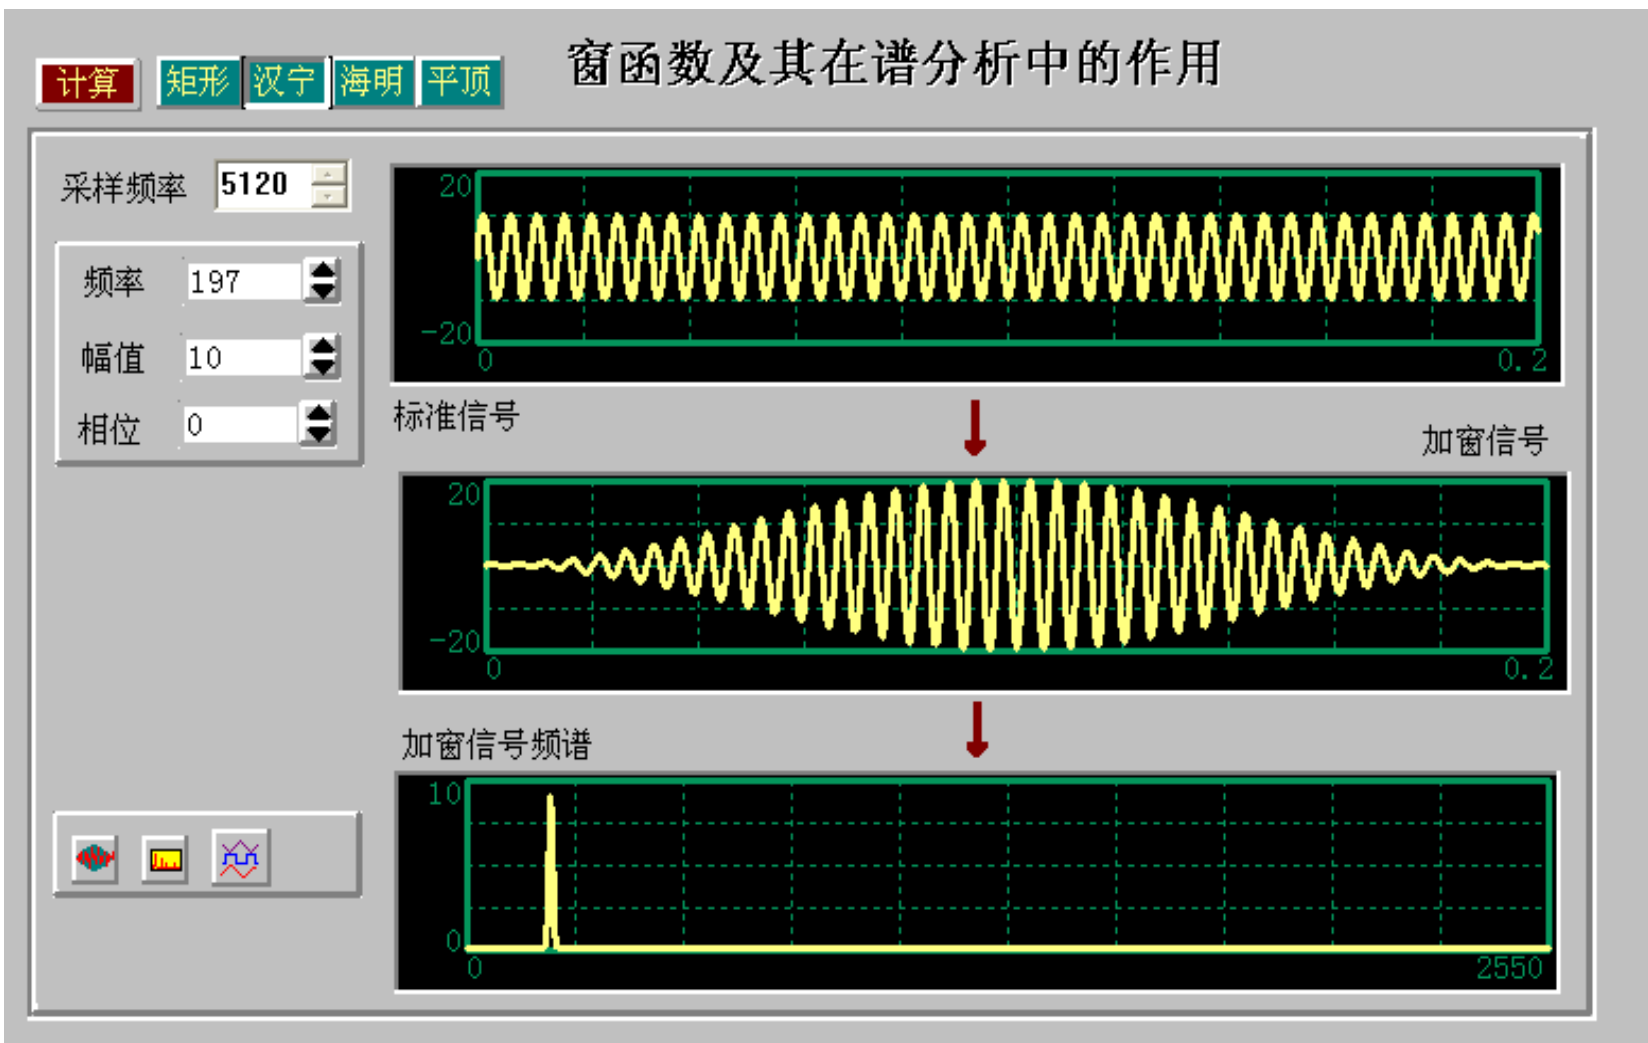 窗函数及其在谱分析中的作用
计算 矩形 汉宁 海明 平顶
采样频率 5120
频率 197
幅值 10
相位 0
20
-20
0 0.2
标准信号
加窗信号
20
-20
0 0.2
加窗信号频谱
10
0
0 2550